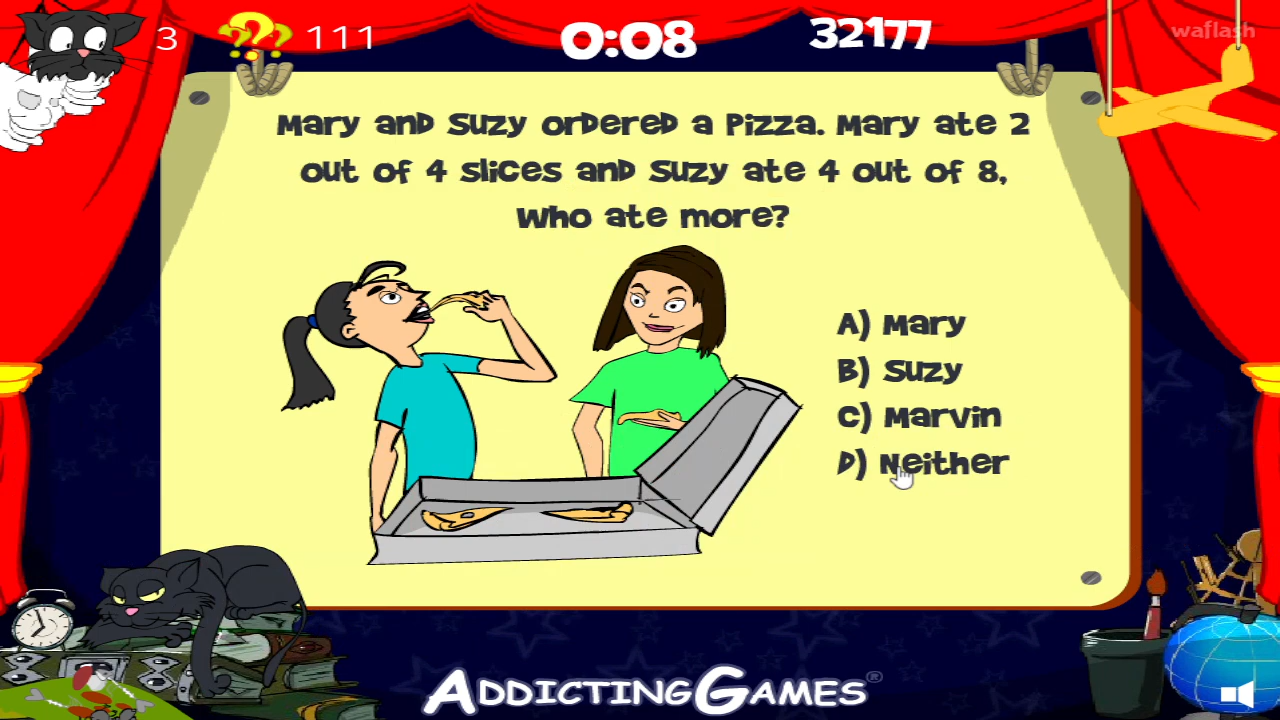 3 ??? 111 0:08 32177 waflash
Mary and Suzy ordered a pizza. Mary ate 2
out of 4 slices and Suzy ate 4 out of 8,
who ate more?
A) Mary
B) Suzy
C) Marvin
D) Neither
AddictingGames®